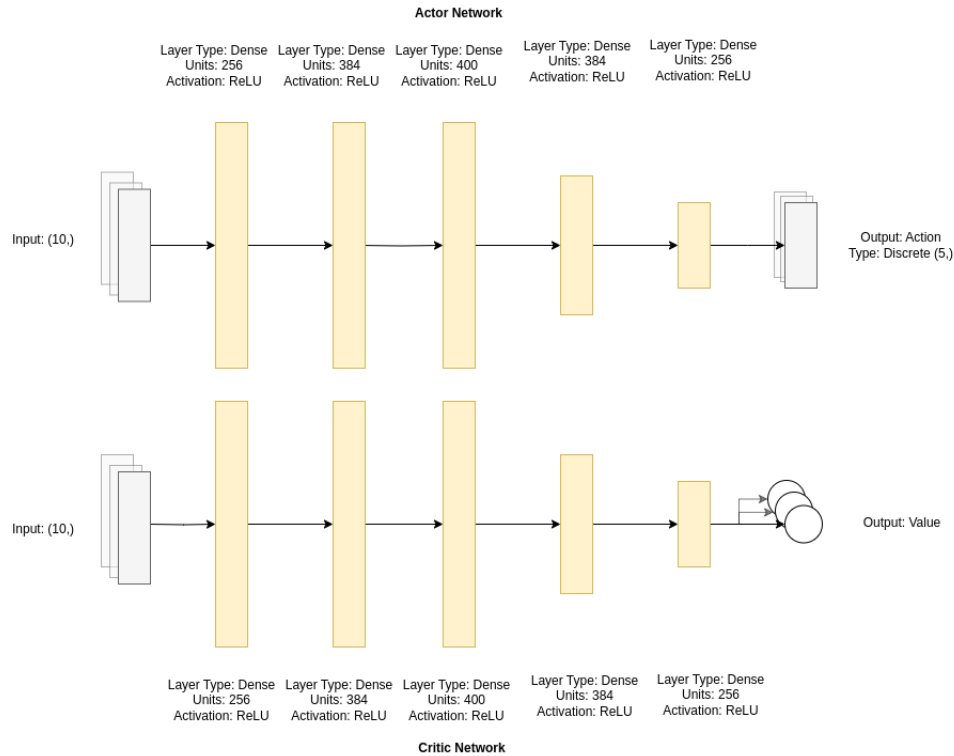 Actor Network
Layer Type: Dense
Units: 256
Activation: ReLU
Layer Type: Dense
Units: 384
Activation: ReLU
Layer Type: Dense
Units: 400
Activation: ReLU
Layer Type: Dense
Units: 384
Activation: ReLU
Layer Type: Dense
Units: 256
Activation: ReLU
Input: (10,)
Output: Action
Type: Discrete (5,)
Input: (10,)
Output: Value
Layer Type: Dense
Units: 256
Activation: ReLU
Layer Type: Dense
Units: 384
Activation: ReLU
Layer Type: Dense
Units: 400
Activation: ReLU
Layer Type: Dense
Units: 384
Activation: ReLU
Layer Type: Dense
Units: 256
Activation: ReLU
Critic Network